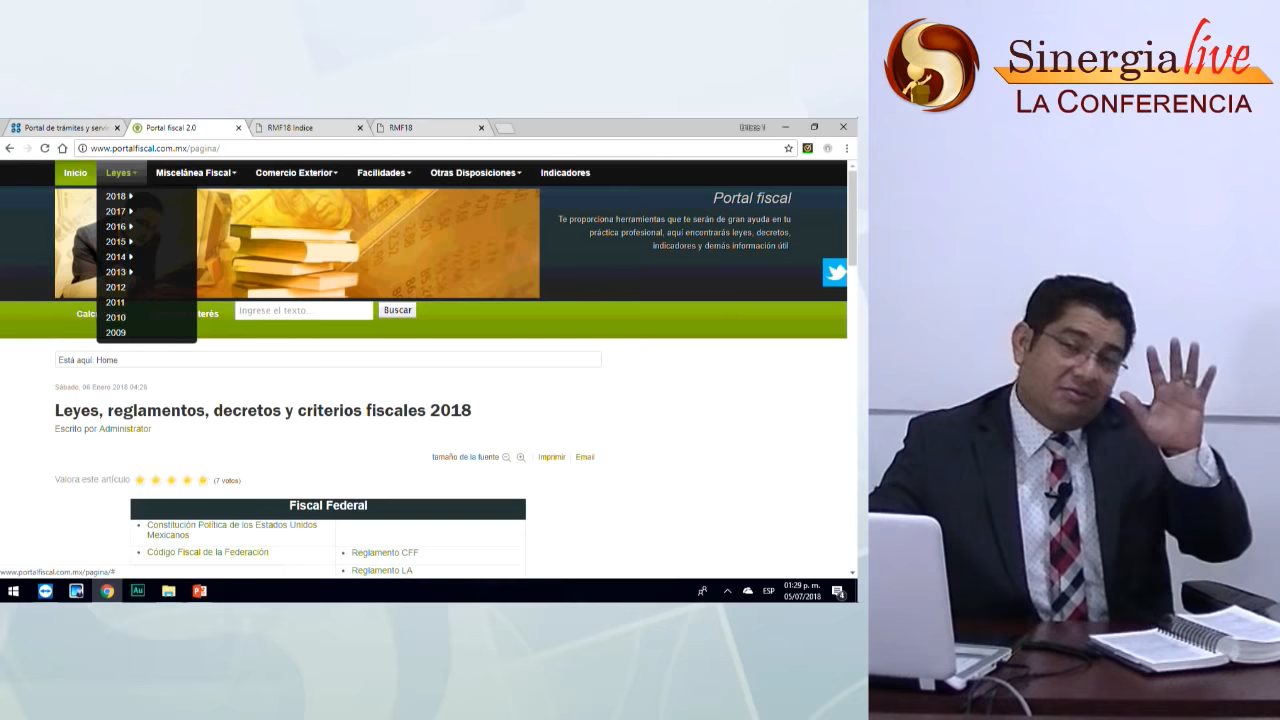 Sinergia live
LA CONFERENCIA
Portal fiscal 2.0
RMF18 Indice
RMF18
www.portalfiscal.com.mx/pagina/
Inicio
Leyes
Miscelánea Fiscal
Comercio Exterior
Facilidades
Otras Disposiciones
Indicadores
2018
2017
2016
2015
2014
2013
2012
2011
2010
2009
Portal fiscal
Te proporciona herramientas que te serán de gran ayuda en tu
práctica profesional, aquí encontrarás leyes, decretos,
indicadores y demás información útil
Ingrese el texto...
Buscar
Está aquí: Home
Sábado, 06 Enero 2018 04:26
Leyes, reglamentos, decretos y criterios fiscales 2018
Escrito por Administrator
tamaño de la fuente
Imprimir
Email
Valora este artículo
(7 votos)
Fiscal Federal
Constitución Política de los Estados Unidos
Mexicanos
Código Fiscal de la Federación
Reglamento CFF
Reglamento LA
www.portalfiscal.com.mx/pagina/#
Au
ESP
01:29 p. m.
05/07/2018
4